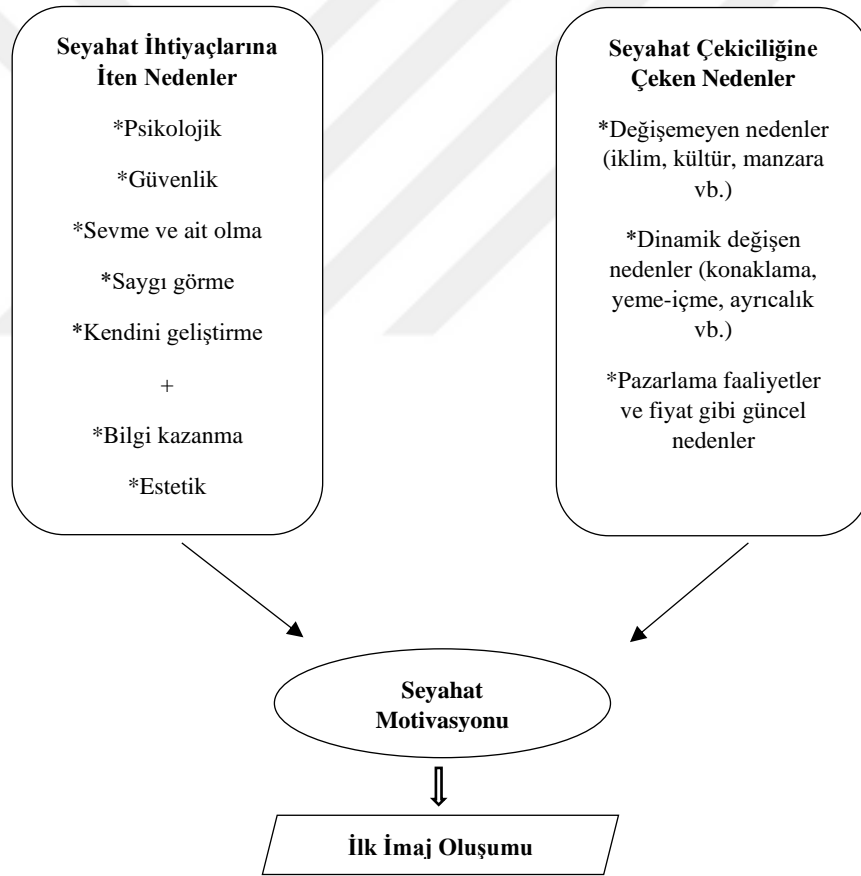 Seyahat İhtiyaçlarına
İten Nedenler
*Psikolojik
*Güvenlik
*Sevme ve ait olma
*Saygı görme
*Kendini geliştirme
+
*Bilgi kazanma
*Estetik
Seyahat Çekiciliğine
Çeken Nedenler
*Değişemeyen nedenler
(iklim, kültür, manzara
vb.)
*Dinamik değişen
nedenler (konaklama,
yeme-içme, ayrıcalık
vb.)
*Pazarlama faaliyetler
ve fiyat gibi güncel
nedenler
Seyahat
Motivasyonu
İlk İmaj Oluşumu